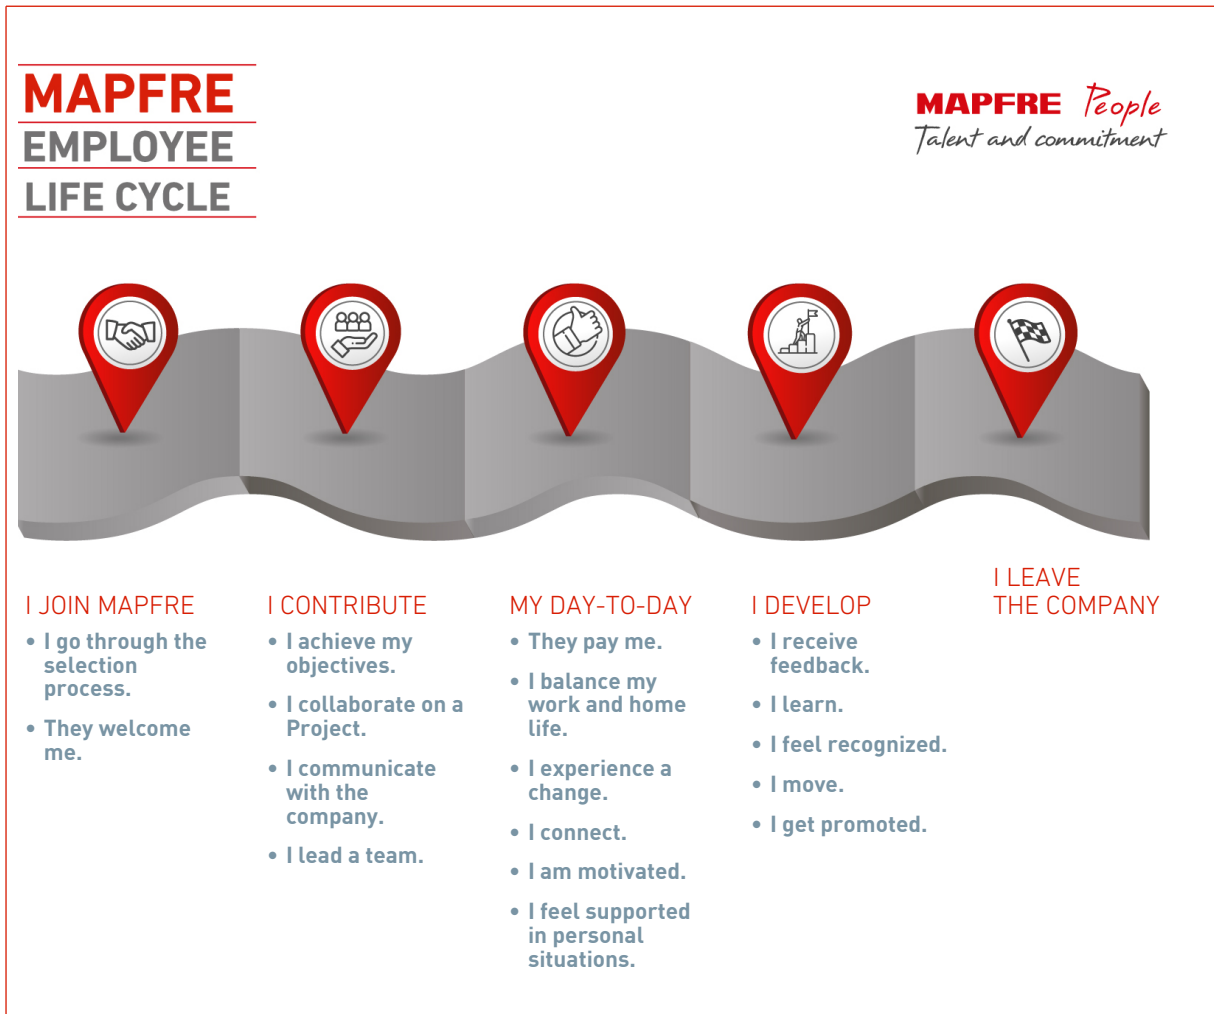 MAPFRE
EMPLOYEE
LIFE CYCLE
MAPFRE People
Talent and commitment
I JOIN MAPFRE
• I go through the
selection
process.
• They welcome
me.
I CONTRIBUTE
• I achieve my
objectives.
• I collaborate on a
Project.
• I communicate
with the
company.
• I lead a team.
MY DAY-TO-DAY
• They pay me.
• I balance my
work and home
life.
• I experience a
change.
• I connect.
• I am motivated.
• I feel supported
in personal
situations.
I DEVELOP
• I receive
feedback.
• I learn.
• I feel recognized.
• I move.
• I get promoted.
I LEAVE
THE COMPANY